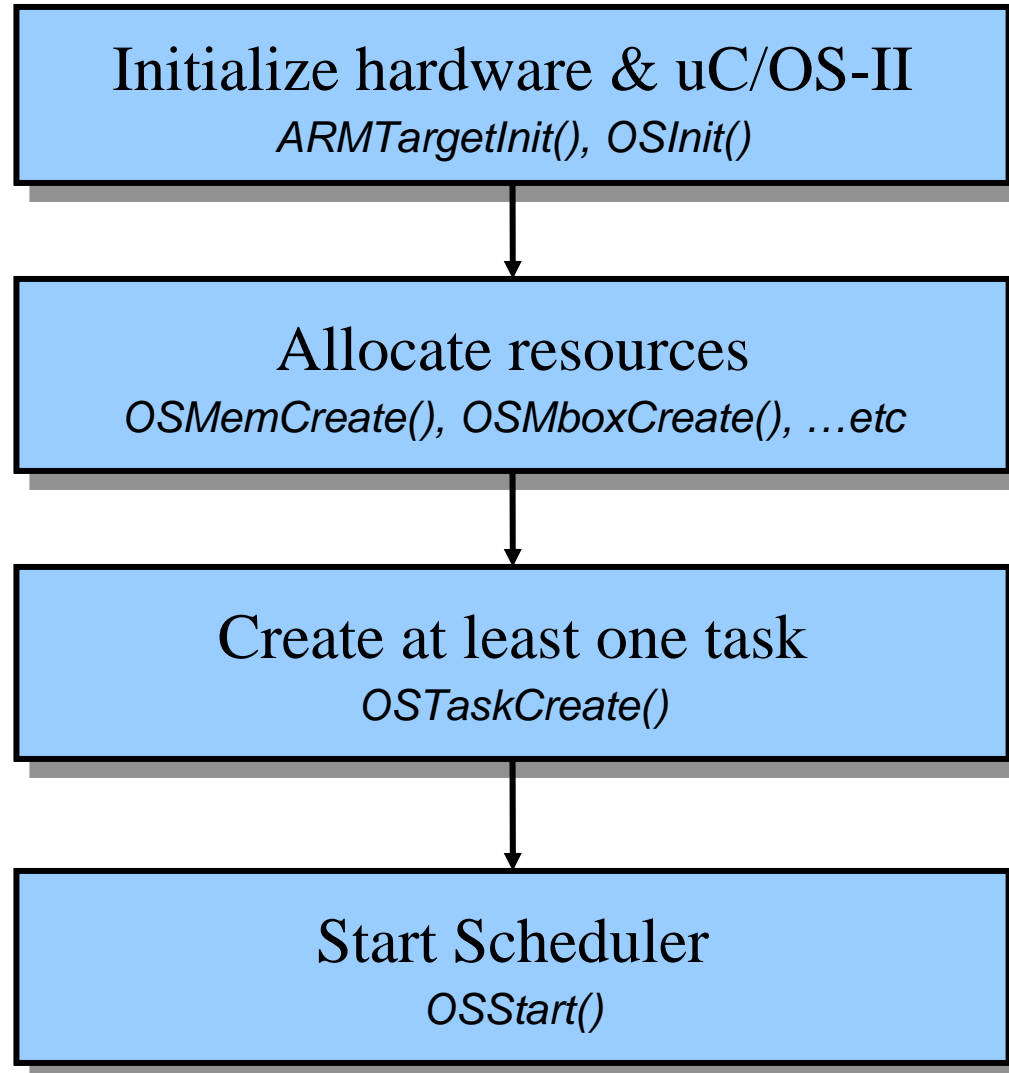 Initialize hardware & uC/OS-II
ARMTargetInit(), OSInit()
Allocate resources
OSMemCreate(), OSMboxCreate(), …etc
Create at least one task
OSTaskCreate()
Start Scheduler
OSStart()